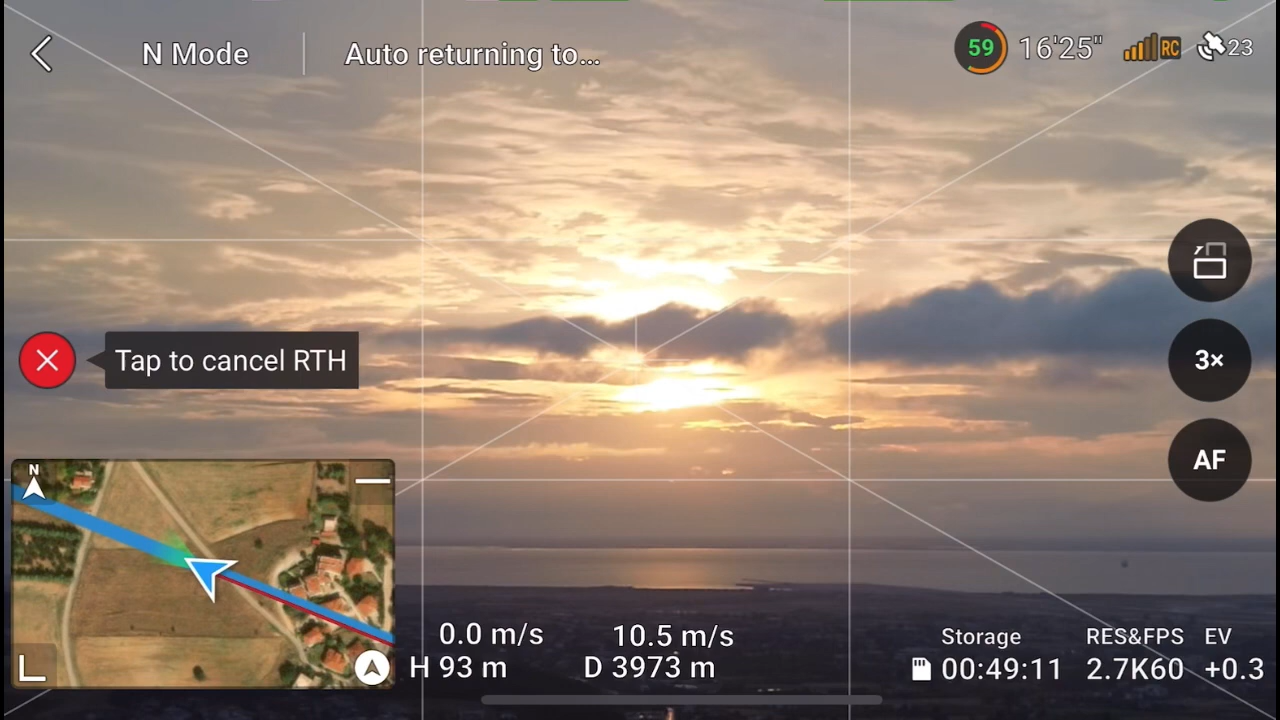 N Mode
Auto returning to...
59
16'25"
RC
23
Tap to cancel RTH
3×
AF
N
0.0 m/s
10.5 m/s
H 93 m
D 3973 m
Storage
RES&FPS
EV
00:49:11
2.7K60
+0.3